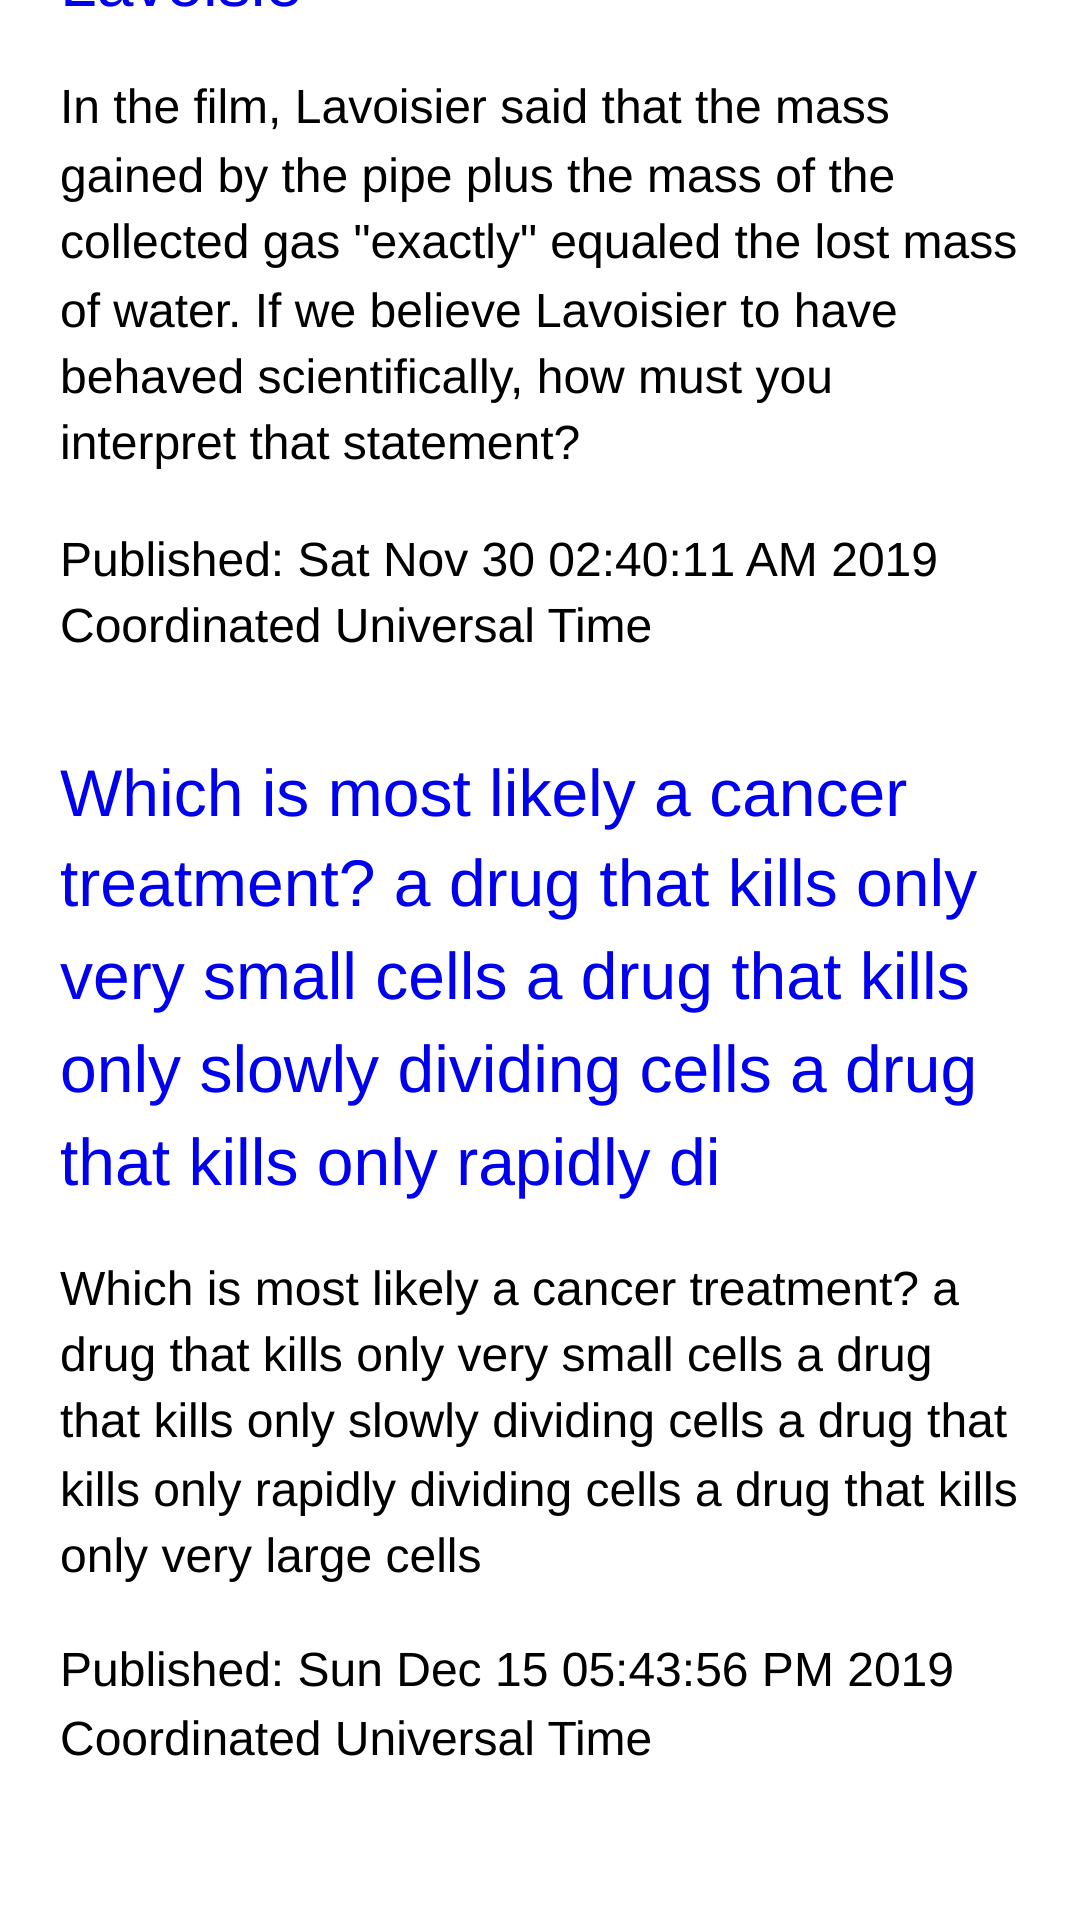 Lavoisie
In the film, Lavoisier said that the mass
gained by the pipe plus the mass of the
collected gas "exactly" equaled the lost mass
of water. If we believe Lavoisier to have
behaved scientifically, how must you
interpret that statement?
Published: Sat Nov 30 02:40:11 AM 2019
Coordinated Universal Time
Which is most likely a cancer
treatment? a drug that kills only
very small cells a drug that kills
only slowly dividing cells a drug
that kills only rapidly di
Which is most likely a cancer treatment? a
drug that kills only very small cells a drug
that kills only slowly dividing cells a drug that
kills only rapidly dividing cells a drug that kills
only very large cells
Published: Sun Dec 15 05:43:56 PM 2019
Coordinated Universal Time